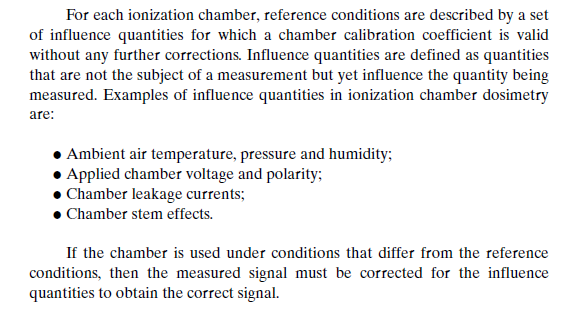 For each ionization chamber, reference conditions are described by a set
of influence quantities for which a chamber calibration coefficient is valid
without any further corrections. Influence quantities are defined as quantities
that are not the subject of a measurement but yet influence the quantity being
measured. Examples of influence quantities in ionization chamber dosimetry
are:
● Ambient air temperature, pressure and humidity;
● Applied chamber voltage and polarity;
● Chamber leakage currents;
● Chamber stem effects.
If the chamber is used under conditions that differ from the reference
conditions, then the measured signal must be corrected for the influence
quantities to obtain the correct signal.